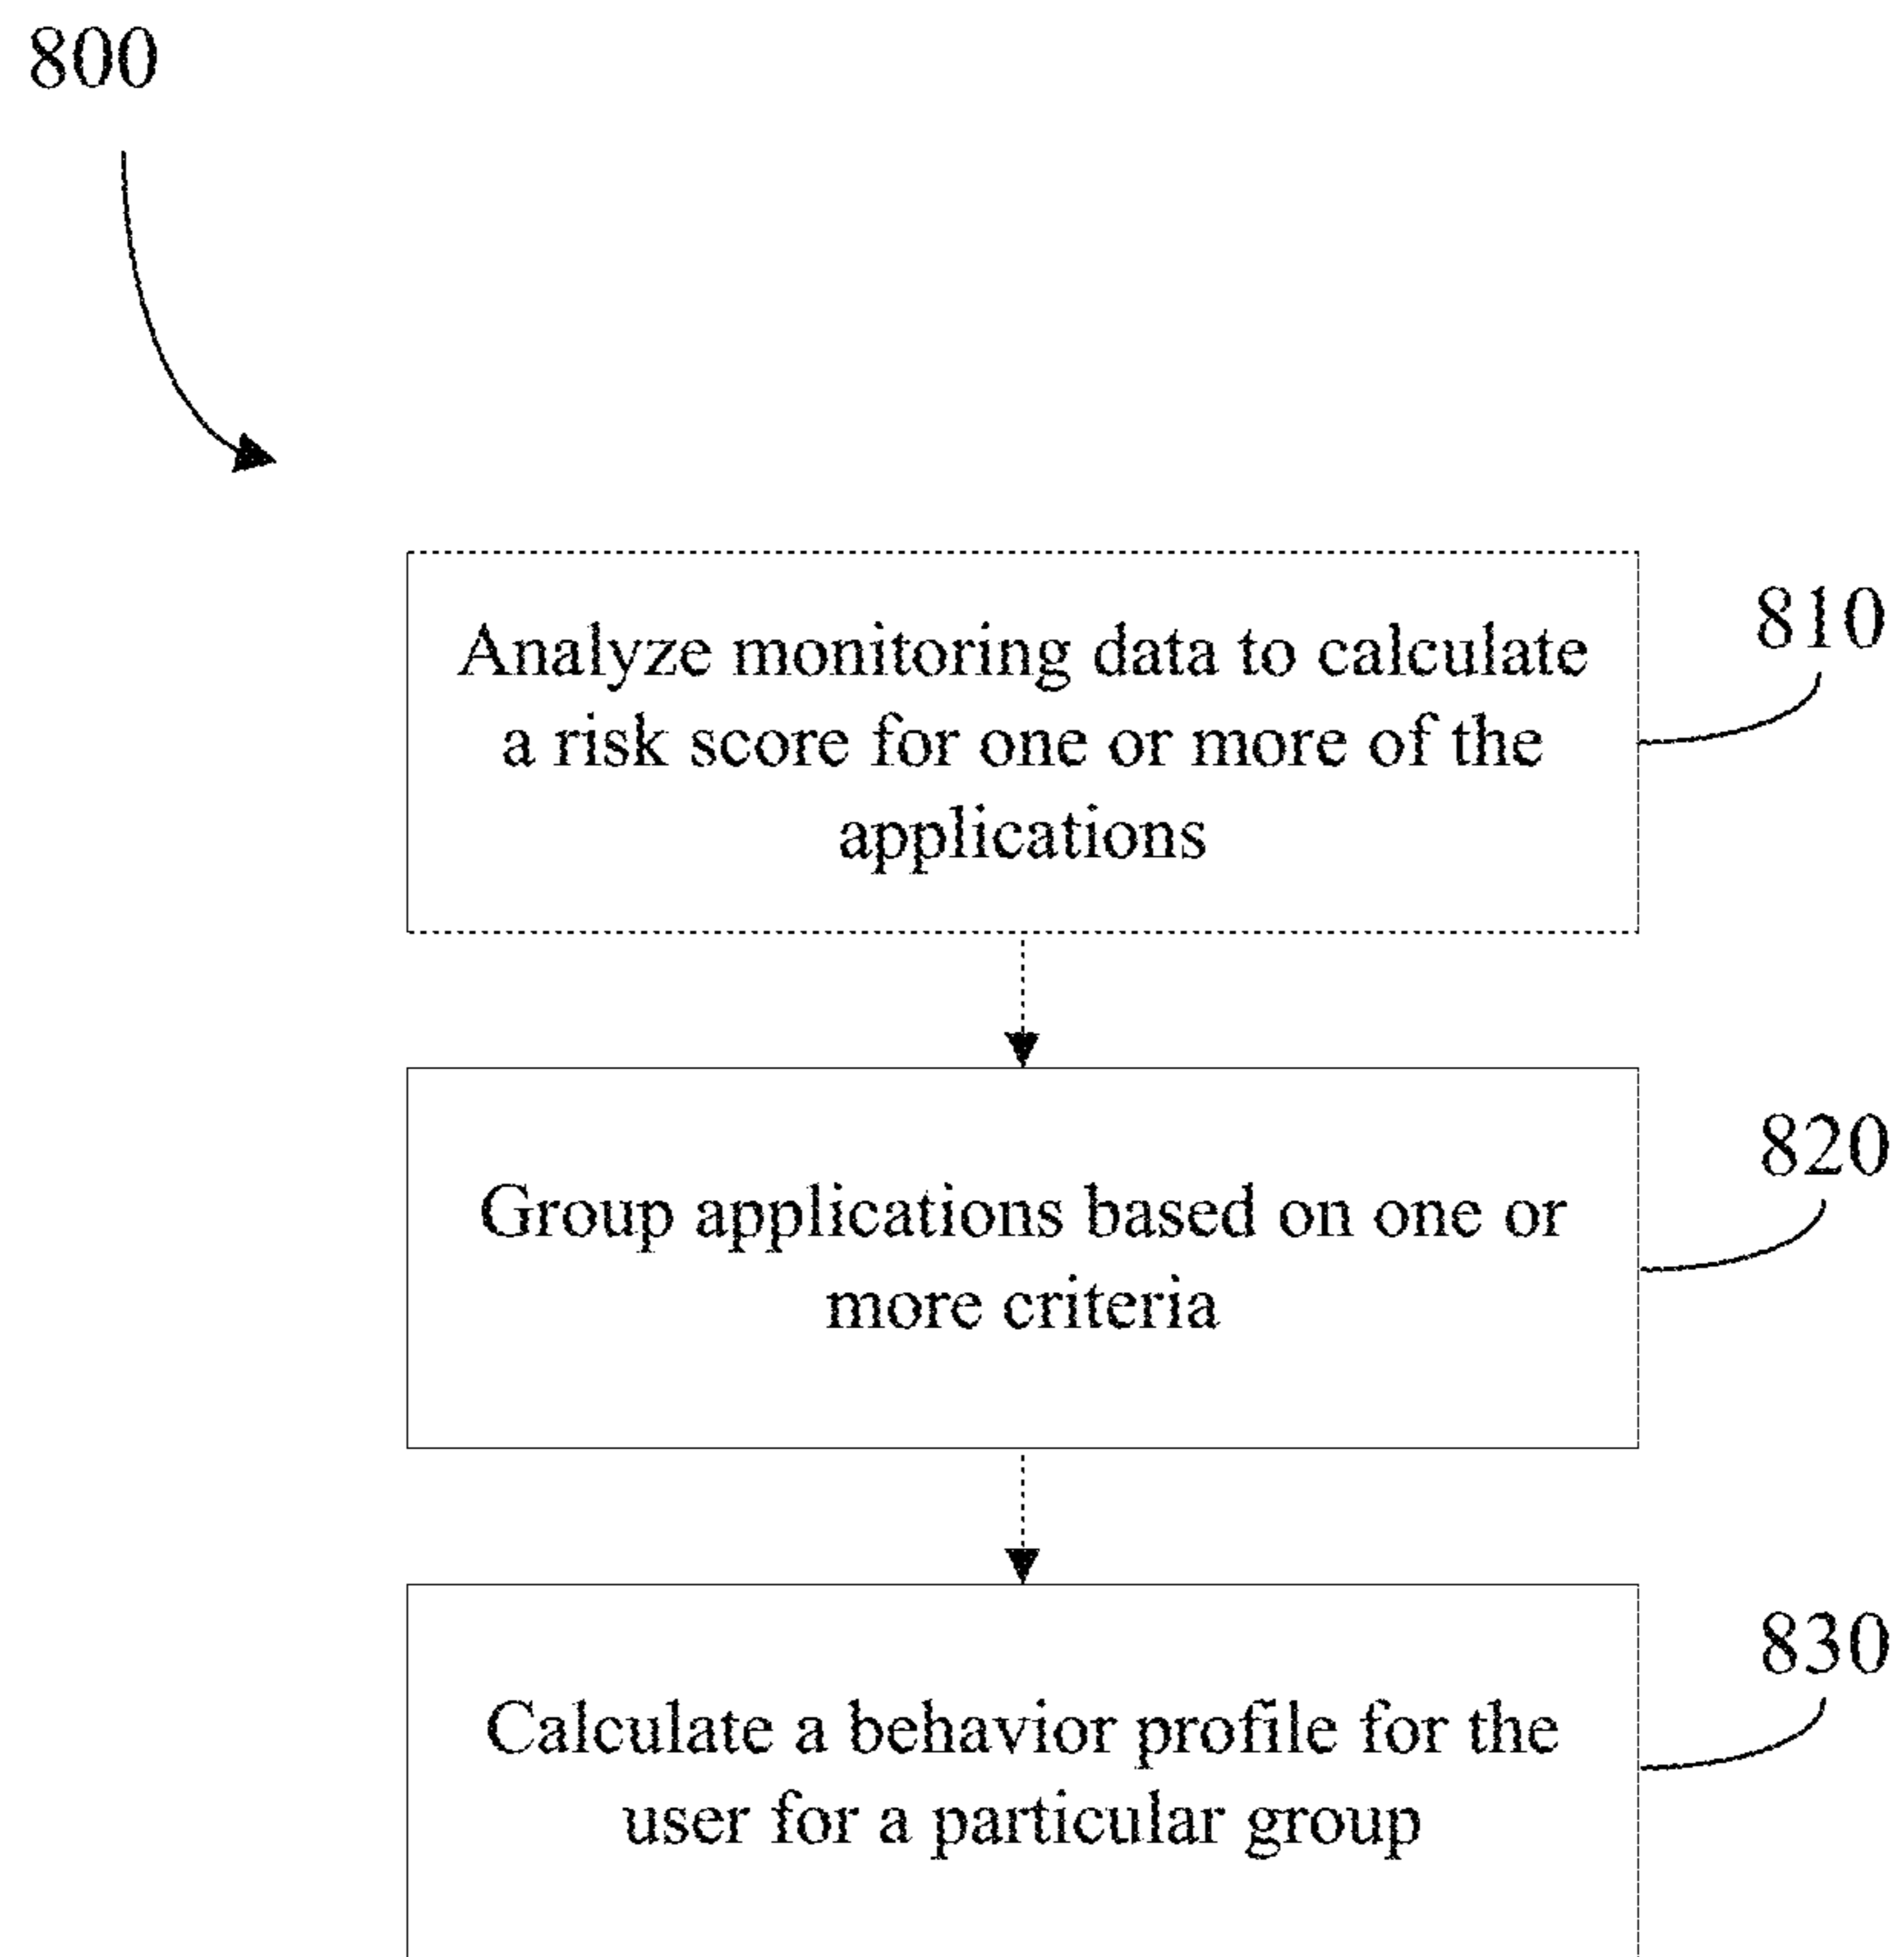 800
Analyze monitoring data to calculate
a risk score for one or more of the
applications
810
Group applications based on one or
more criteria
820
Calculate a behavior profile for the
user for a particular group
830